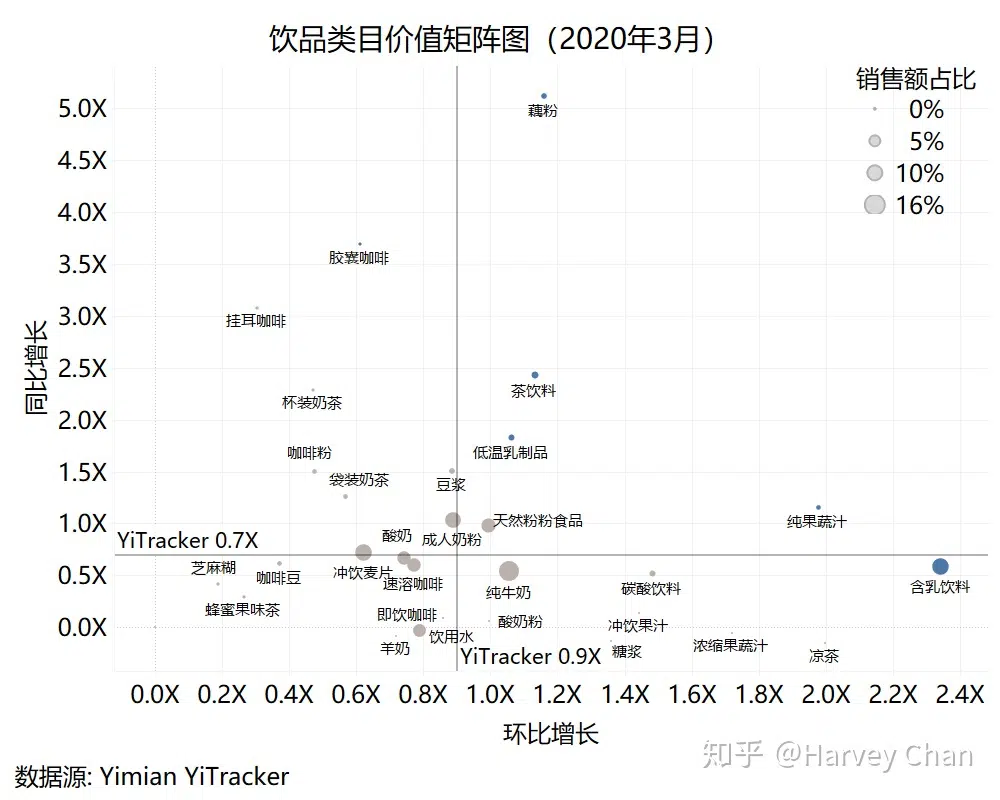 饮品类目价值矩阵图（2020年3月）
销售额占比
0%
5%
10%
16%
同比增长
5.0X
4.5X
4.0X
3.5X
3.0X
2.5X
2.0X
1.5X
1.0X
0.5X
0.0X
藕粉
胶囊咖啡
挂耳咖啡
茶饮料
杯装奶茶
咖啡粉
低温乳制品
袋装奶茶
豆浆
天然粉粉食品
纯果蔬汁
酸奶
成人奶粉
YiTracker 0.7X
芝麻糊
咖啡豆
冲饮麦片
速溶咖啡
纯牛奶
碳酸饮料
含乳饮料
蜂蜜果味茶
即饮咖啡
酸奶粉
冲饮果汁
饮用水
羊奶
糖浆
浓缩果蔬汁
凉茶
YiTracker 0.9X
0.0X 0.2X 0.4X 0.6X 0.8X 1.0X 1.2X 1.4X 1.6X 1.8X 2.0X 2.2X 2.4X
环比增长
知乎 @Harvey Chan
数据源: Yimian YiTracker